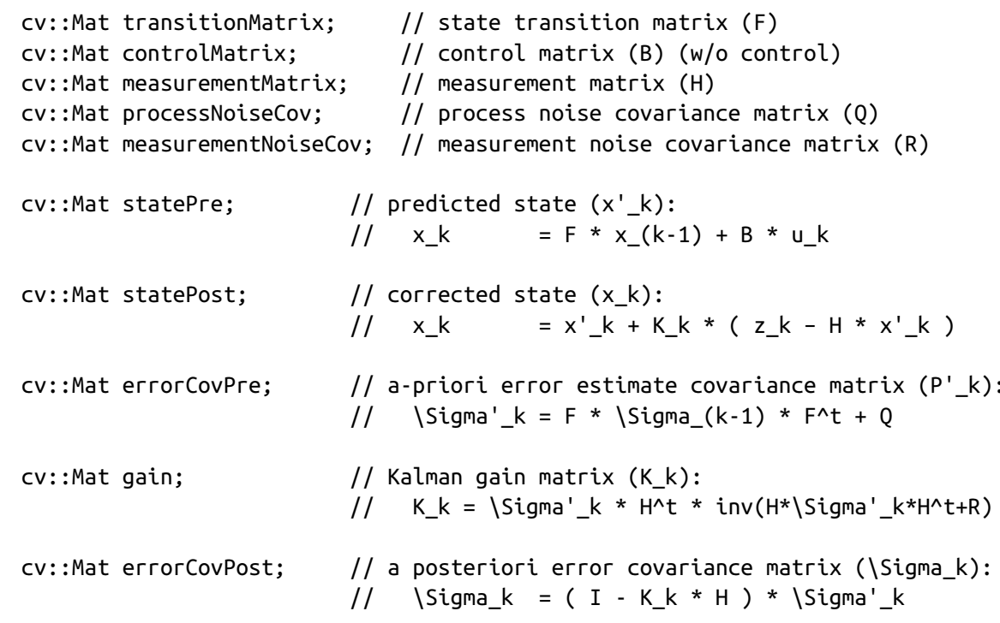 cv::Mat transitionMatrix; // state transition matrix (F)
cv::Mat controlMatrix; // control matrix (B) (w/o control)
cv::Mat measurementMatrix; // measurement matrix (H)
cv::Mat processNoiseCov; // process noise covariance matrix (Q)
cv::Mat measurementNoiseCov; // measurement noise covariance matrix (R)
cv::Mat statePre; // predicted state (x'_k):
// x_k = F * x_(k-1) + B * u_k
cv::Mat statePost; // corrected state (x_k):
// x_k = x'_k + K_k * ( z_k – H * x'_k )
cv::Mat errorCovPre; // a-priori error estimate covariance matrix (P'_k):
// \Sigma'_k = F * \Sigma_(k-1) * F^t + Q
cv::Mat gain; // Kalman gain matrix (K_k):
// K_k = \Sigma'_k * H^t * inv(H*\Sigma'_k*H^t+R)
cv::Mat errorCovPost; // a posteriori error covariance matrix (\Sigma_k):
// \Sigma_k = ( I - K_k * H ) * \Sigma'_k